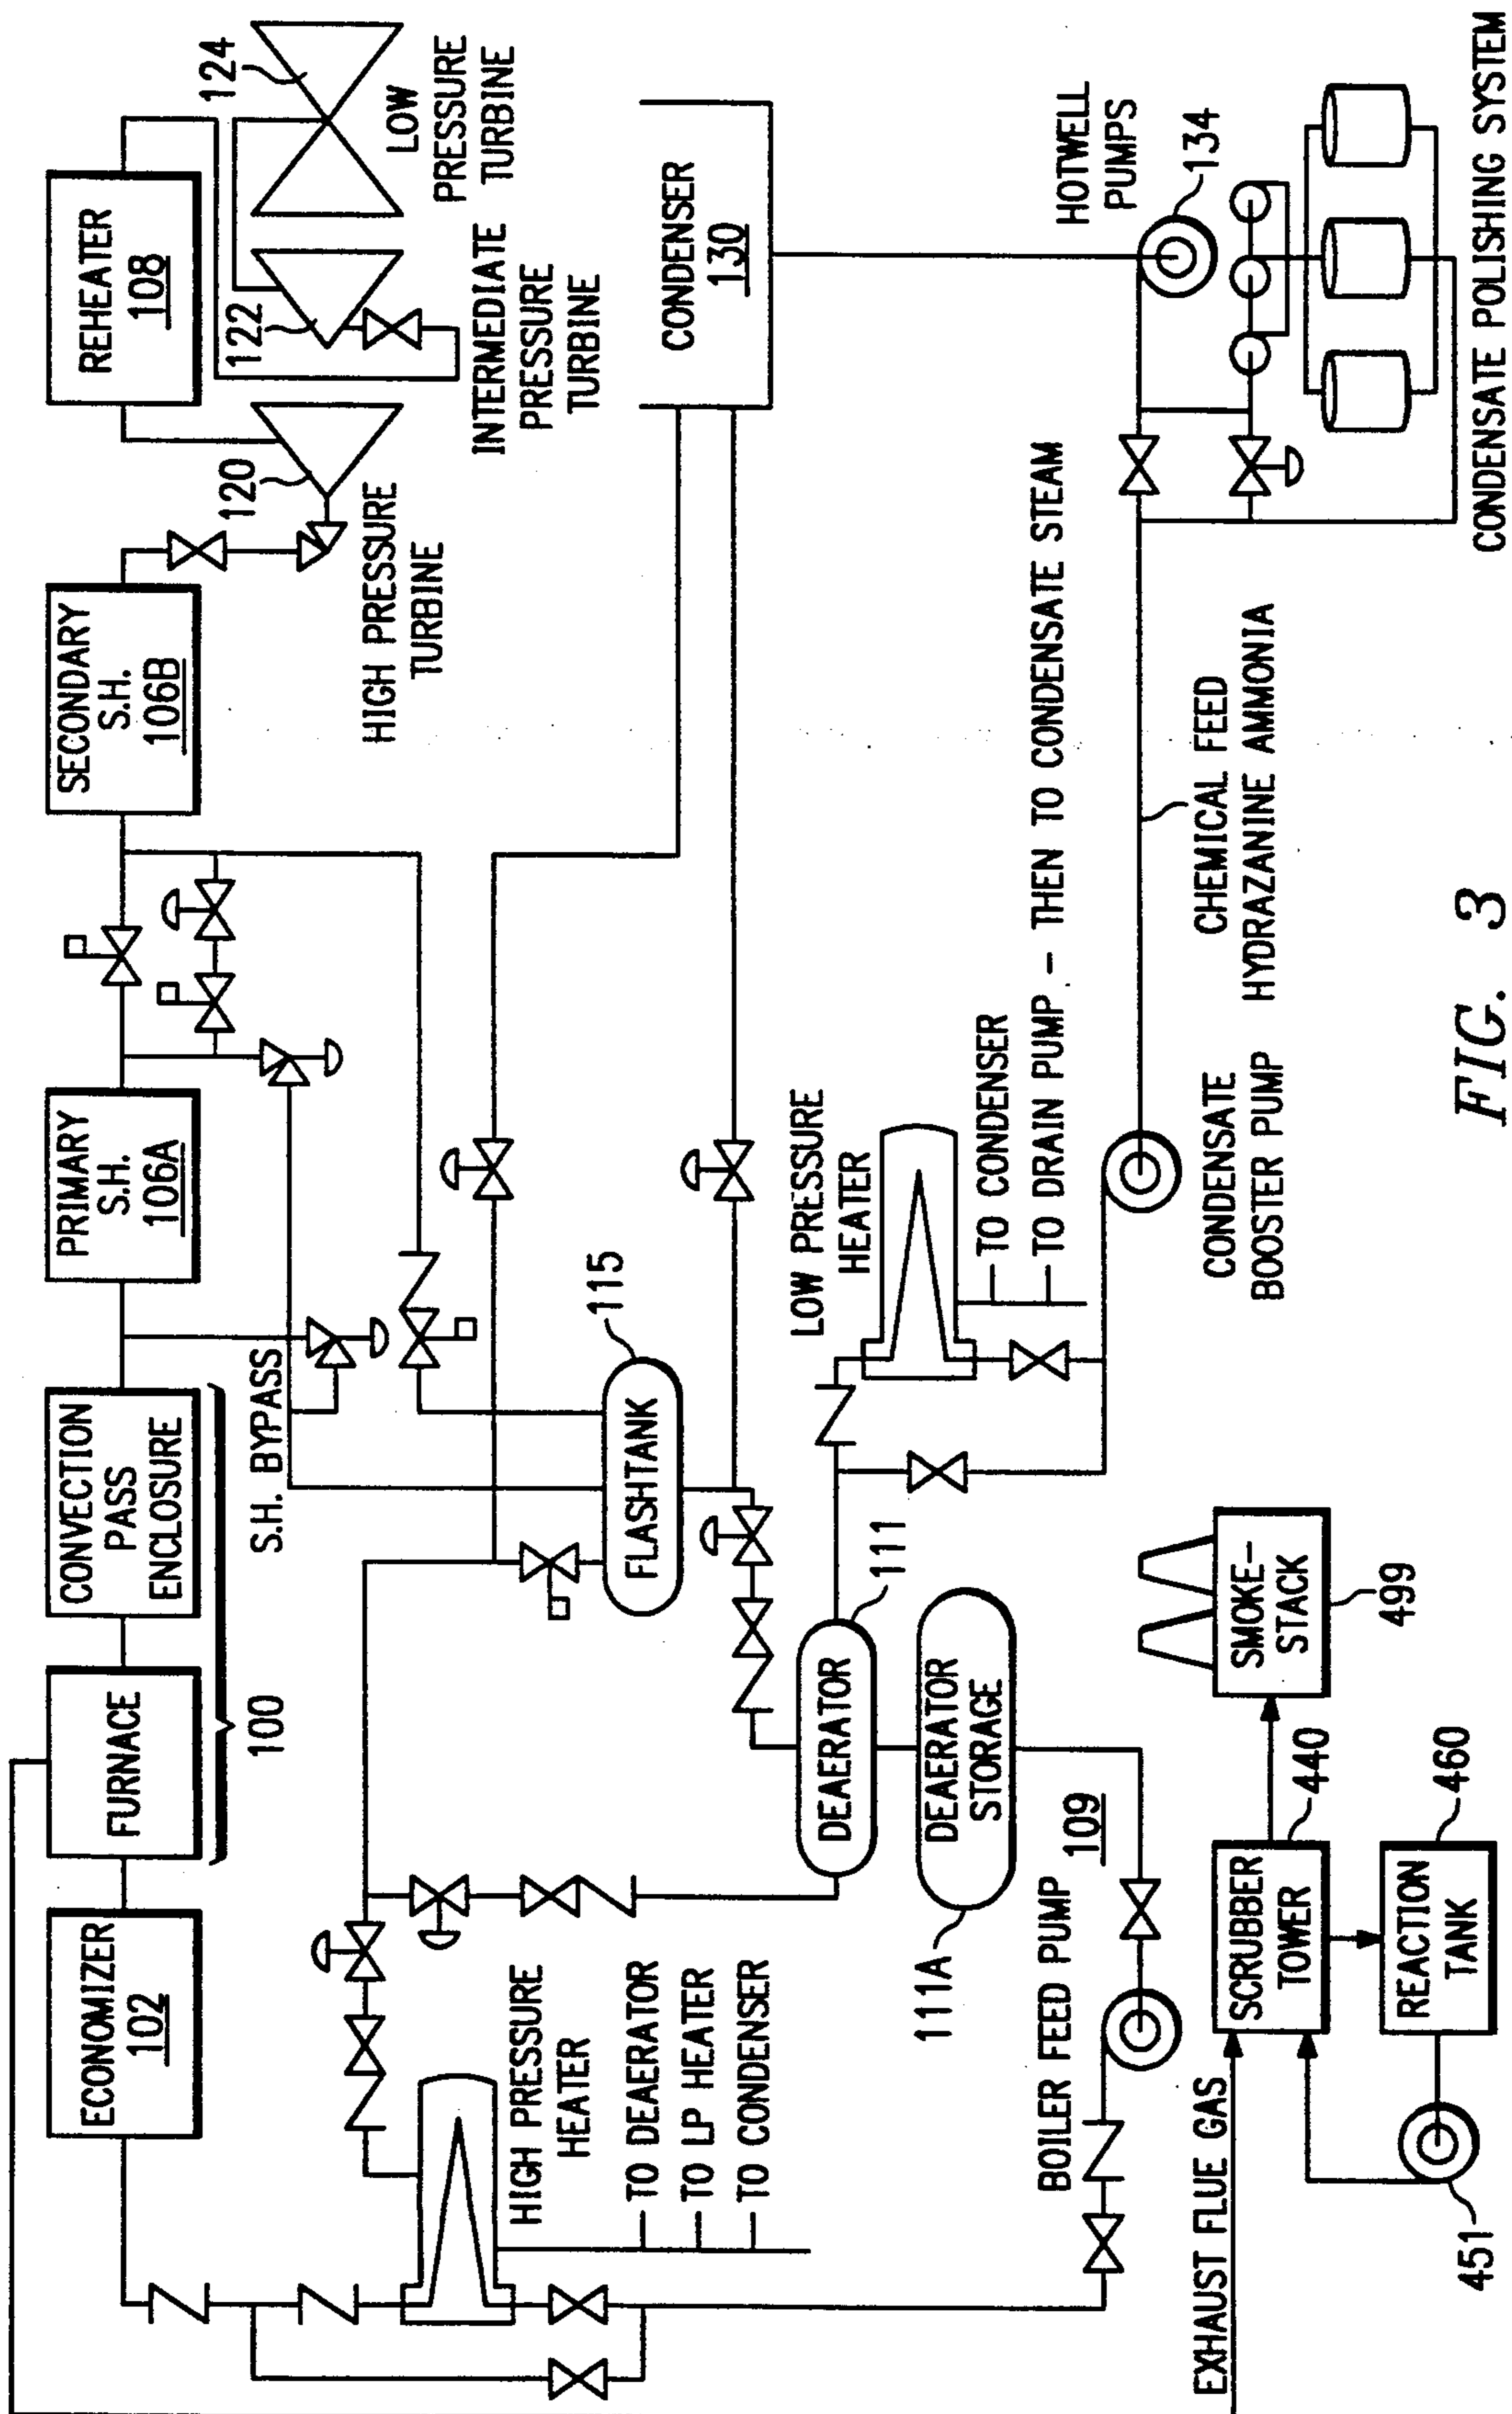 ECONOMIZER
102
FURNACE
CONVECTION
PASS
ENCLOSURE
100
PRIMARY
S.H.
106A
SECONDARY
S.H.
106B
REHEATER
108
S.H. BYPASS
120
HIGH PRESSURE
TURBINE
122
INTERMEDIATE
PRESSURE
TURBINE
124
LOW
PRESSURE
TURBINE
HIGH PRESSURE
HEATER
TO DEAERATOR
TO LP HEATER
TO CONDENSER
FLASHTANK
115
CONDENSER
130
DEAERATOR
111
DEAERATOR
STORAGE
111A
LOW PRESSURE
HEATER
TO CONDENSER
TO DRAIN PUMP - THEN TO CONDENSATE STEAM
HOTWELL
PUMPS
134
BOILER FEED PUMP
109
CONDENSATE
BOOSTER PUMP
CHEMICAL FEED
HYDRAZANINE AMMONIA
CONDENSATE POLISHING SYSTEM
EXHAUST FLUE GAS
SCRUBBER
TOWER
440
SMOKE-
STACK
499
REACTION
TANK
460
451
FIG. 3